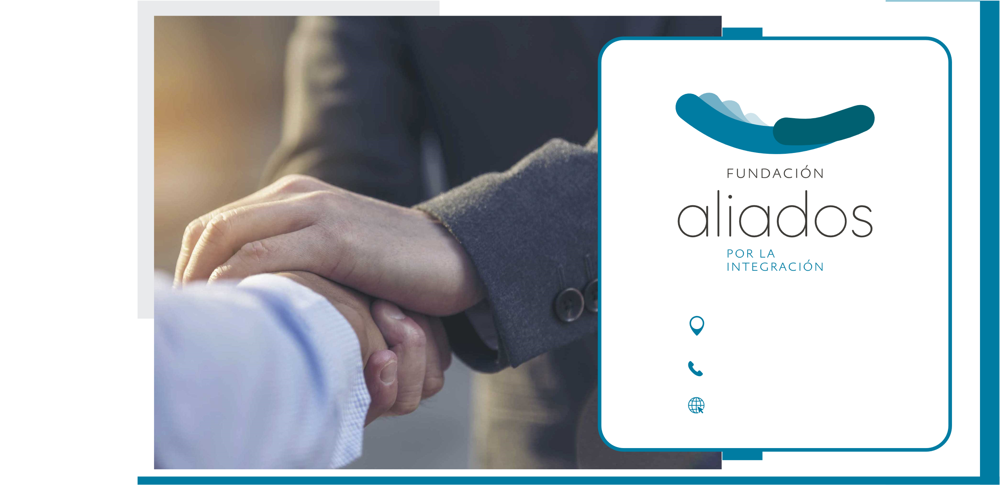 FUNDACIÓN
aliados
POR LA
INTEGRACIÓN